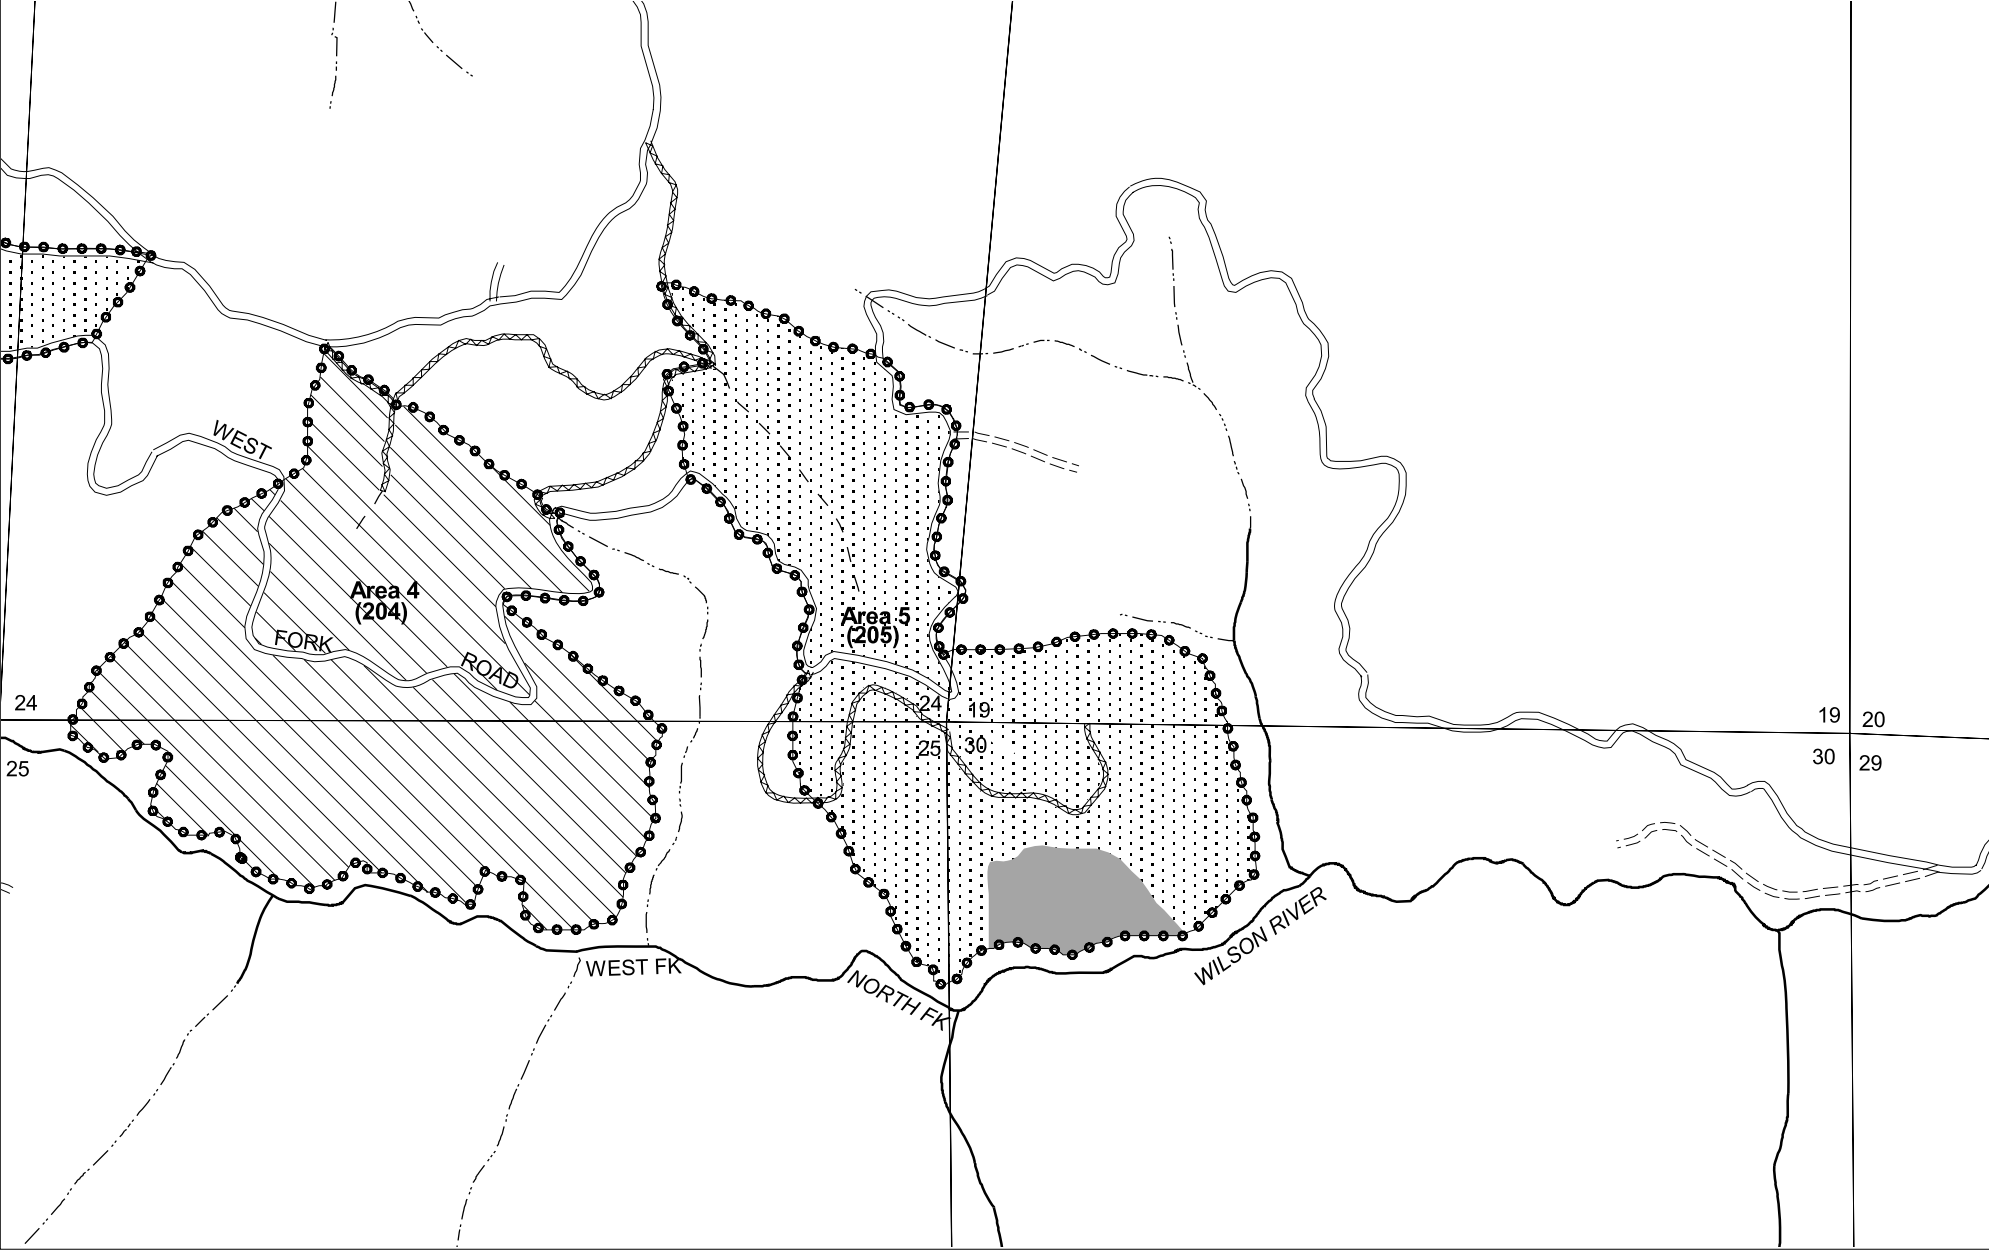 WEST
Area 4
(204)
FORK
ROAD
Area 5
(205)
24
24
19
19
20
25
25
30
30
29
WEST FK
NORTH FK
WILSON RIVER